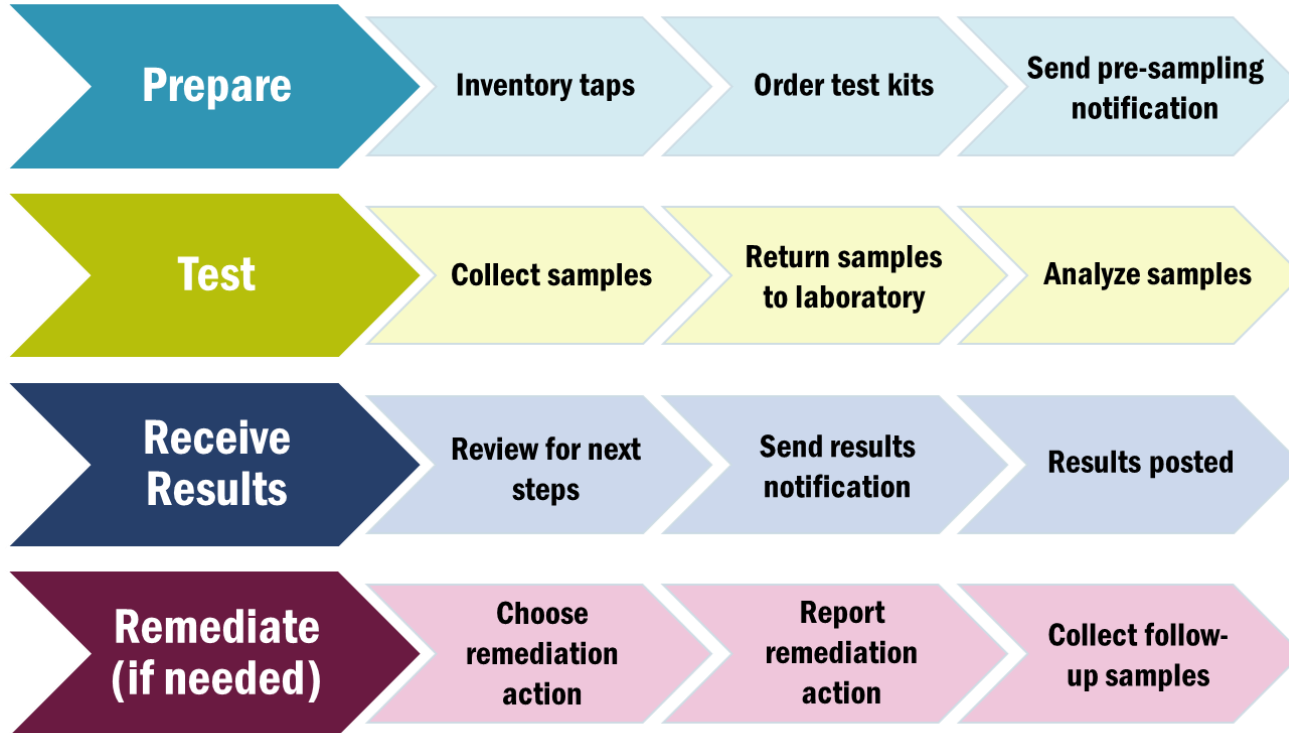 Prepare
Inventory taps
Order test kits
Send pre-sampling
notification
Test
Collect samples
Return samples
to laboratory
Analyze samples
Receive
Results
Review for next
steps
Send results
notification
Results posted
Remediate
(if needed)
Choose
remediation
action
Report
remediation
action
Collect follow-
up samples